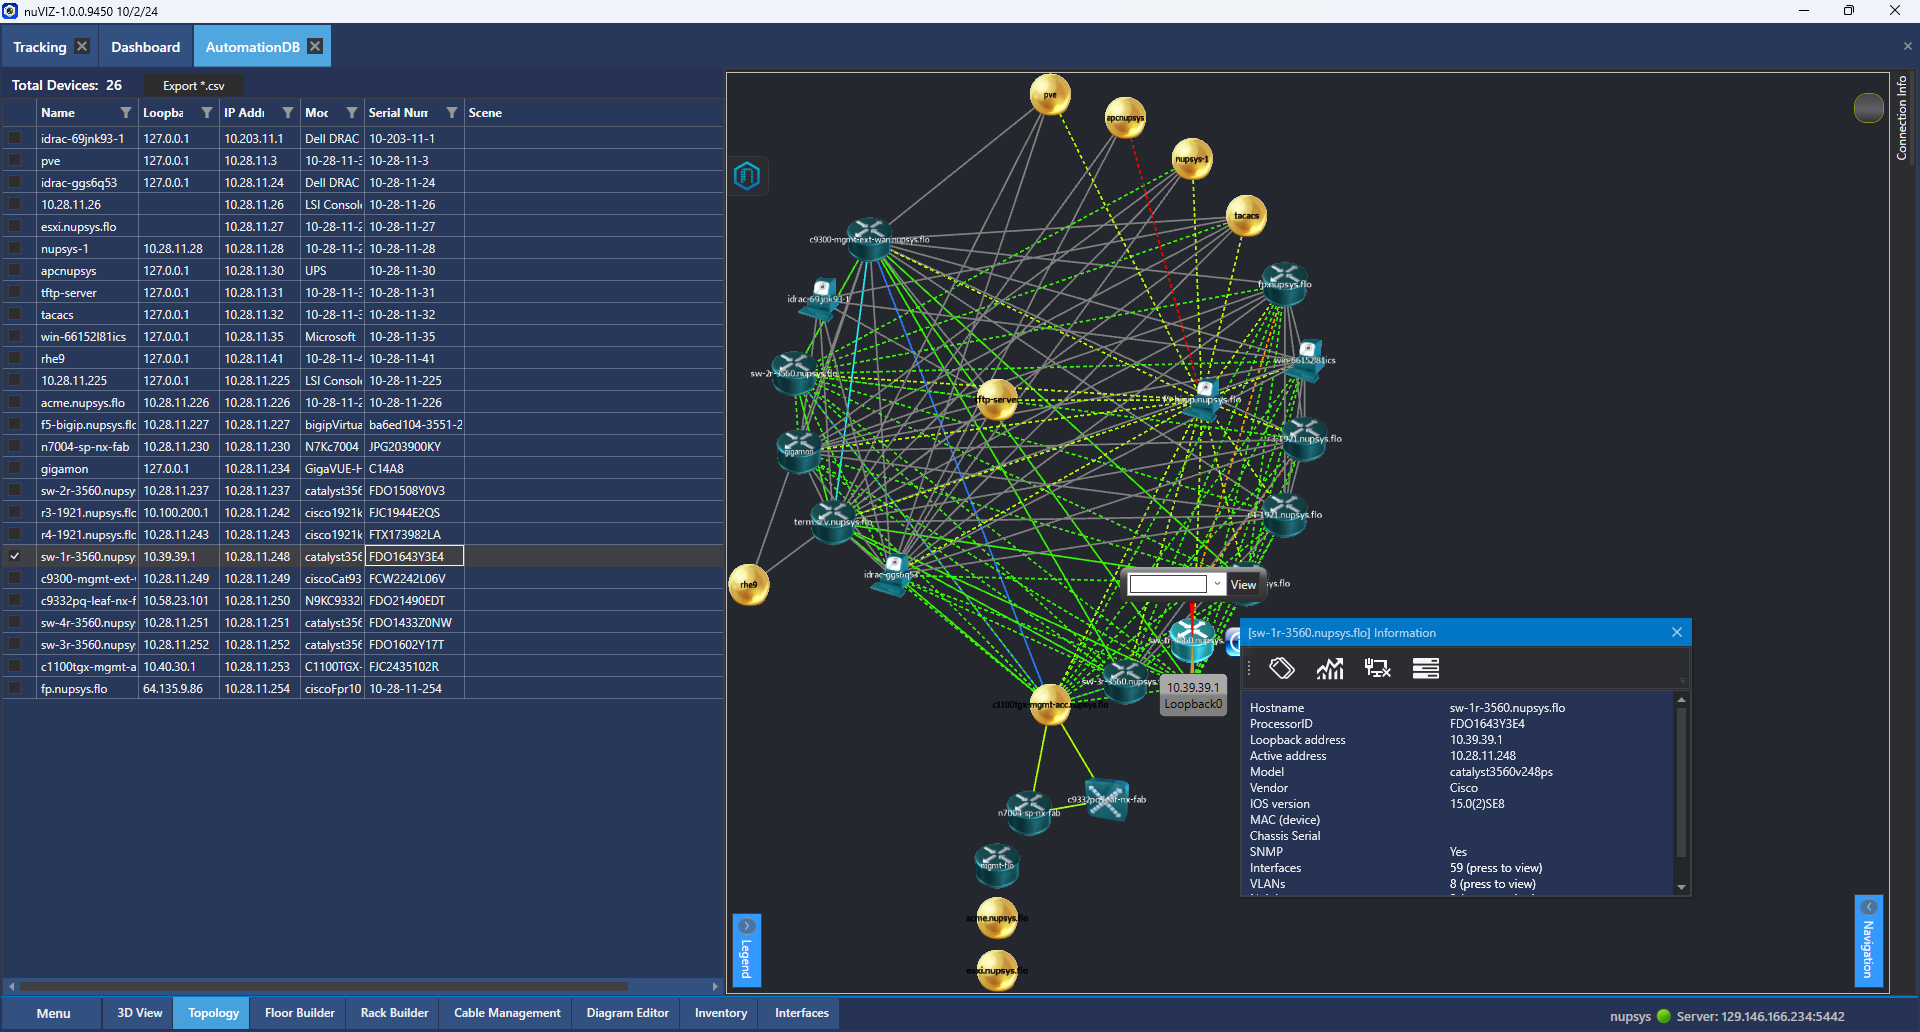 nuVIZ-1.0.0.9450 10/2/24
Tracking
Dashboard
AutomationDB
Total Devices: 26
Export *.csv
Name Loopba IP Addr Moc Serial Num Scene
idrac-69jnk93-1 127.0.0.1 10.203.11.1 Dell DRAC 10-203-11-1
pve 127.0.0.1 10.28.11.3 10-28-11-3 10-28-11-3
idrac-ggs6q53 127.0.0.1 10.28.11.24 Dell DRAC 10-28-11-24
10.28.11.26 10.28.11.26 LSI Consol 10-28-11-26
esxi.nupsys.flo 10.28.11.27 10-28-11-2 10-28-11-27
nupsys-1 10.28.11.28 10.28.11.28 10-28-11-2 10-28-11-28
apcnupsys 127.0.0.1 10.28.11.30 UPS 10-28-11-30
tftp-server 127.0.0.1 10.28.11.31 10-28-11-3 10-28-11-31
tacacs 127.0.0.1 10.28.11.32 10-28-11-3 10-28-11-32
win-66152l81ics 127.0.0.1 10.28.11.35 Microsoft 10-28-11-35
rhe9 127.0.0.1 10.28.11.41 10-28-11-4 10-28-11-41
10.28.11.225 127.0.0.1 10.28.11.225 LSI Consol 10-28-11-225
acme.nupsys.flo 10.28.11.226 10.28.11.226 10-28-11-2 10-28-11-226
f5-bigip.nupsys.flc 10.28.11.227 10.28.11.227 bigipVirtua ba6ed104-3551-2
n7004-sp-nx-fab 10.28.11.230 10.28.11.230 N7Kc7004 JPG203900KY
gigamon 127.0.0.1 10.28.11.234 GigaVUE-H C14A8
sw-2r-3560.nupsy 10.28.11.237 10.28.11.237 catalyst356 FDO1508Y0V3
r3-1921.nupsys.flc 10.100.200.1 10.28.11.242 cisco1921k FJC1944E2QS
r4-1921.nupsys.flc 10.28.11.243 10.28.11.243 cisco1921k FTX173982LA
sw-1r-3560.nupsy 10.39.39.1 10.28.11.248 catalyst356 FDO1643Y3E4
c9300-mgmt-ext- 10.28.11.249 10.28.11.249 ciscoCat93 FCW2242L06V
c9332pq-leaf-nx-f 10.58.23.101 10.28.11.250 N9KC9332 FDO21490EDT
sw-4r-3560.nupsy 10.28.11.251 10.28.11.251 catalyst356 FDO1433Z0NW
sw-3r-3560.nupsy 10.28.11.252 10.28.11.252 catalyst356 FDO1602Y17T
c1100tgx-mgmt-a 10.40.30.1 10.28.11.253 C1100TGX- FJC2435102R
fp.nupsys.flo 64.135.9.86 10.28.11.254 ciscoFpr10 10-28-11-254
pve
apcnupsys
nupsys-1
tacacs
c9300-mgmt-ext-wan.nupsys.flo
fp.nupsys.flo
idrac-69jnk93-1
win-66152l81ics
sw-2r-3560.nupsys.flo
tftp-server
r3-1921.nupsys.flo
gigamon
r4-1921.nupsys.flo
idrac-ggs6q53
rhe9
View
sys.flo
sw-1r-3560.nupsys.
sw-3r-3560.nupsys
10.39.39.1
Loopback0
c1100tgx-mgmt-acc.nupsys.flo
n7004-sp-nx-fab
c9332pq-leaf-nx-fab
mgmt-flo
acme.nupsys.flo
esxi.nupsys.flo
Connection Info
Legend
Navigation
[sw-1r-3560.nupsys.flo] Information
Hostname sw-1r-3560.nupsys.flo
ProcessorID FDO1643Y3E4
Loopback address 10.39.39.1
Active address 10.28.11.248
Model catalyst3560v248ps
Vendor Cisco
IOS version 15.0(2)SE8
MAC (device)
Chassis Serial
SNMP Yes
Interfaces 59 (press to view)
VLANs 8 (press to view)
Menu
3D View
Topology
Floor Builder
Rack Builder
Cable Management
Diagram Editor
Inventory
Interfaces
nupsys
Server: 129.146.166.234:5442